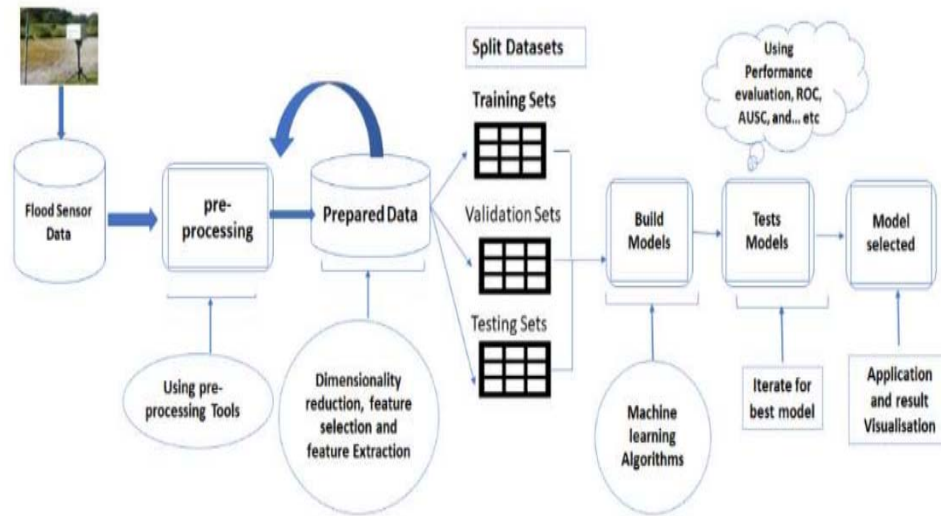 Split Datasets
Training Sets
Validation Sets
Testing Sets
Using
Performance
evaluation, ROC,
AUSC, and... etc
Flood Sensor
Data
pre-
processing
Prepared Data
Build
Models
Tests
Models
Model
selected
Using pre-
processing Tools
Dimensionality
reduction, feature
selection and
feature Extraction
Machine
learning
Algorithms
Iterate for
best model
Application
and result
Visualisation